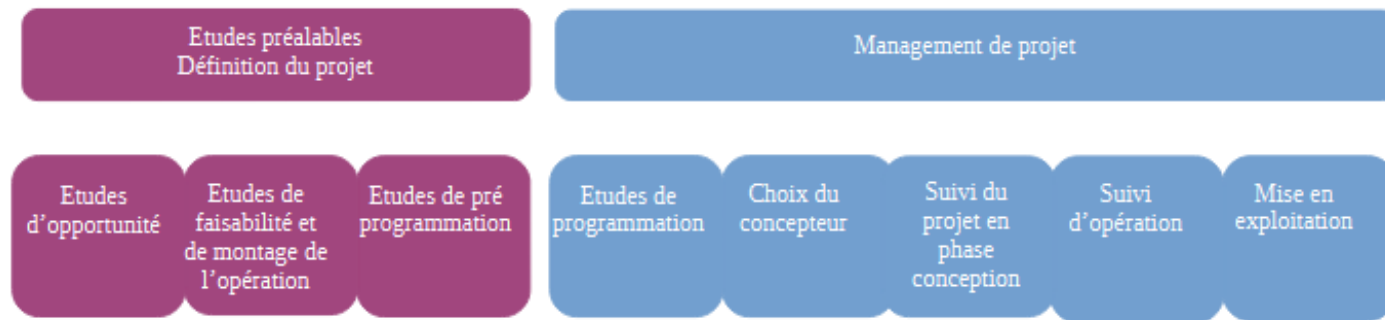 Etudes préalables
Définition du projet
Management de projet
Etudes
d’opportunité
Etudes de
faisabilité et
de montage de
l’opération
Etudes de pré
programmation
Etudes de
programmation
Choix du
concepteur
Suivi du
projet en
phase
conception
Suivi
d’opération
Mise en
exploitation